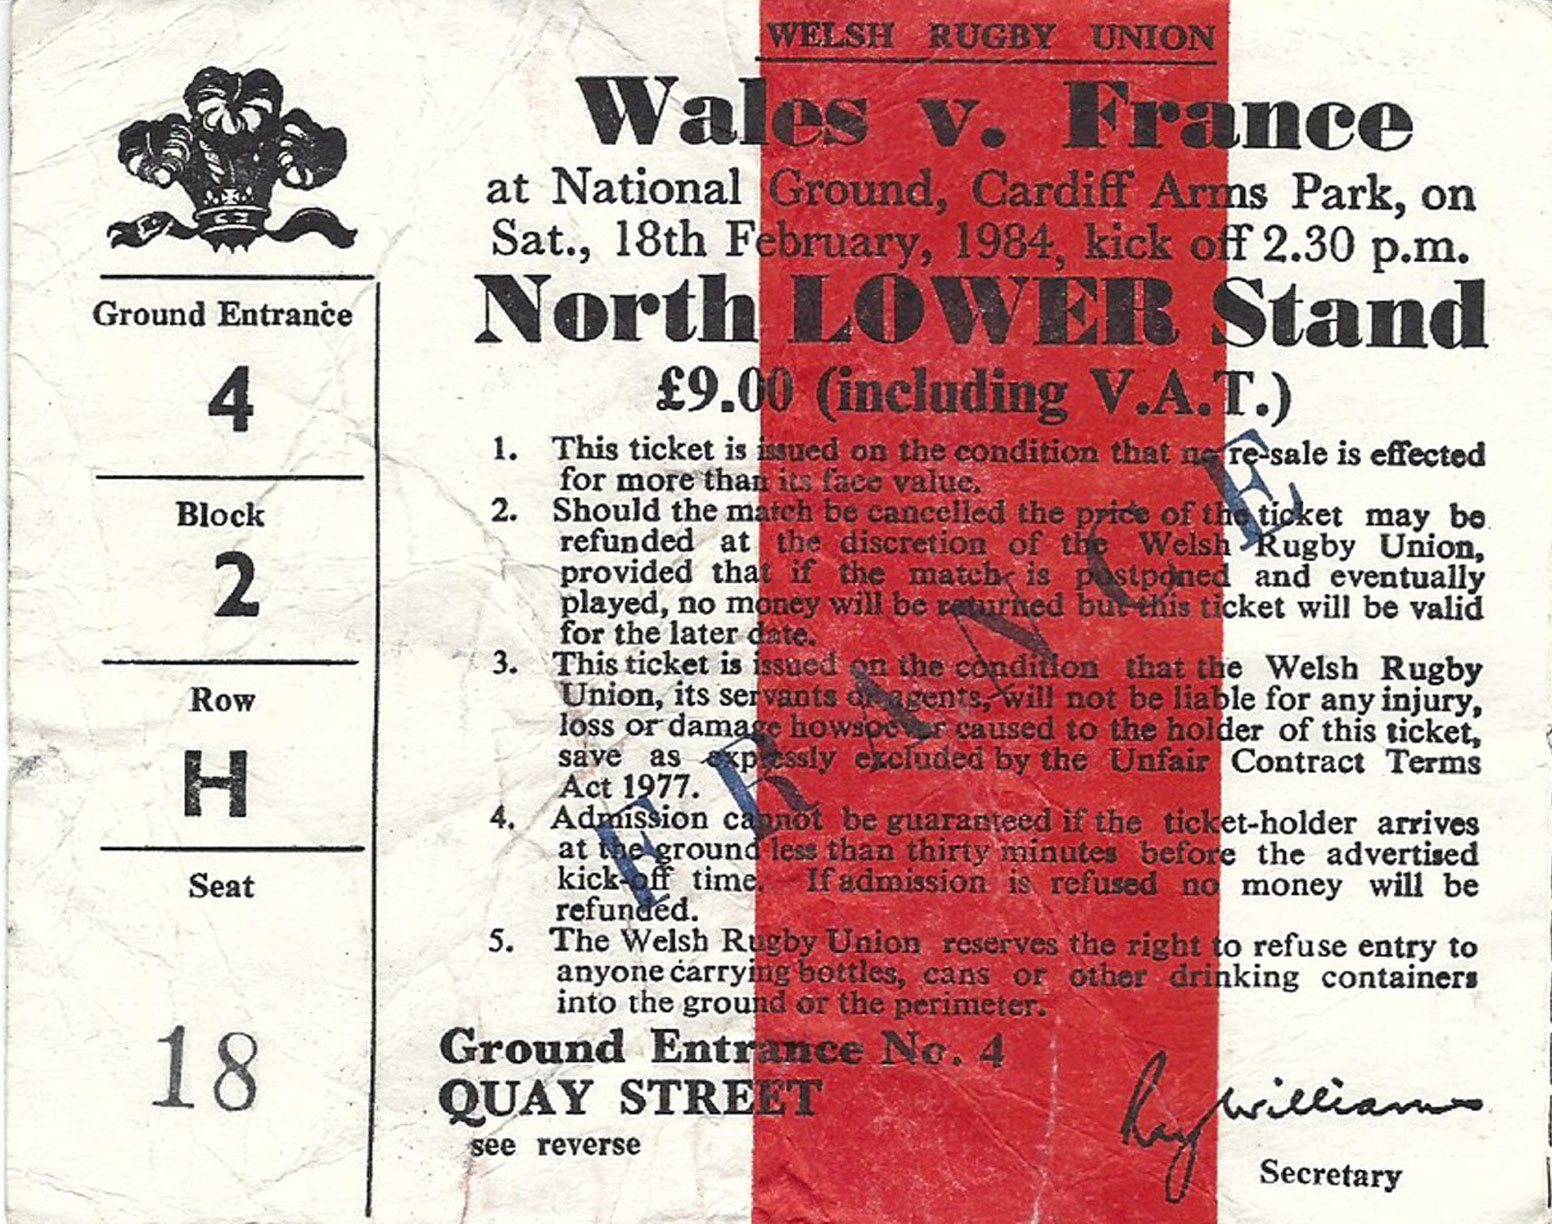 WELSH RUGBY UNION
Wales v. France
at National Ground, Cardiff Arms Park, on
Sat., 18th February, 1984, kick off 2.30 p.m.
North LOWER Stand
£9.00 (including V.A.T.)
Ground Entrance
4
Block
2
Row
H
Seat
18
1. This ticket is issued on the condition that no re-sale is effected
for more than its face value.
2. Should the match be cancelled the price of the ticket may be
refunded at the discretion of the Welsh Rugby Union,
provided that if the match is postponed and eventually
played, no money will be returned but this ticket will be valid
for the later date.
3. This ticket is issued on the condition that the Welsh Rugby
Union, its servants or agents, will not be liable for any injury,
loss or damage howsoever caused to the holder of this ticket,
save as expressly excluded by the Unfair Contract Terms
Act 1977.
4. Admission cannot be guaranteed if the ticket-holder arrives
at the ground less than thirty minutes before the advertised
kick-off time. If admission is refused no money will be
refunded.
5. The Welsh Rugby Union reserves the right to refuse entry to
anyone carrying bottles, cans or other drinking containers
into the ground or the perimeter.
FRANCE
Ground Entrance No. 4
QUAY STREET
see reverse
Ray Williams
Secretary